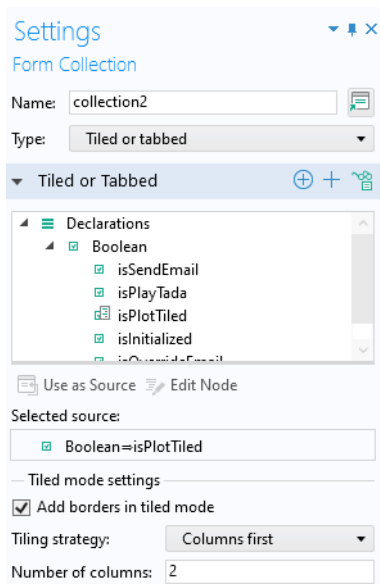 Settings
Form Collection
Name: collection2
Type: Tiled or tabbed
Tiled or Tabbed
Declarations
Boolean
isSendEmail
isPlayTada
isPlotTiled
isInitialized
isOverrideEmail
Use as Source Edit Node
Selected source:
Boolean=isPlotTiled
Tiled mode settings
Add borders in tiled mode
Tiling strategy: Columns first
Number of columns: 2